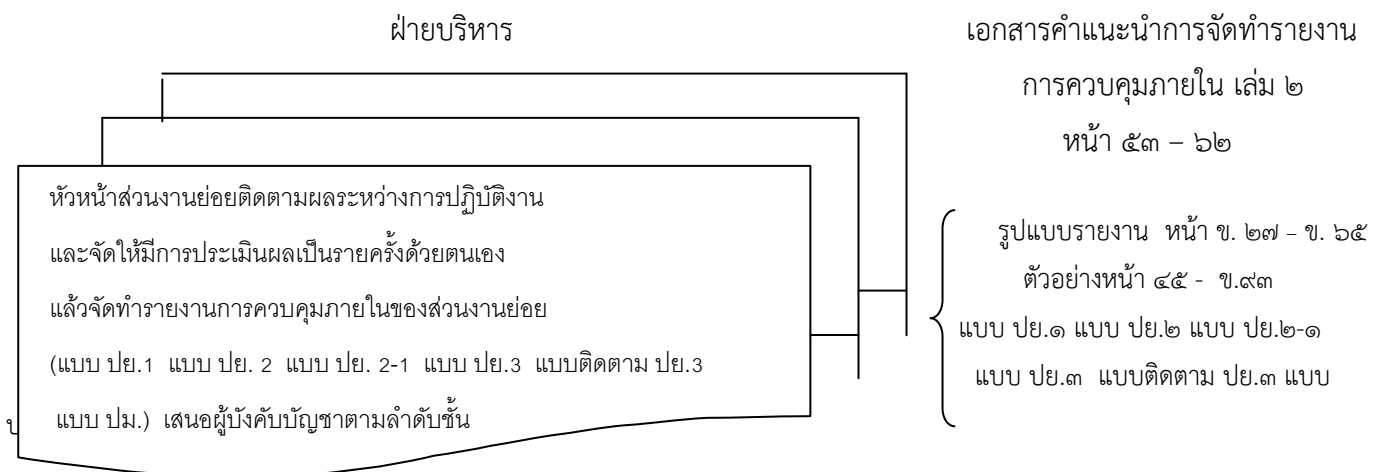 ฝ่ายบริหาร
เอกสารคำแนะนำการจัดทำรายงาน
การควบคุมภายใน เล่ม ๒
หน้า ๕๓ – ๖๒
หัวหน้าส่วนงานย่อยติดตามผลระหว่างการปฏิบัติงาน
และจัดให้มีการประเมินผลเป็นรายครั้งด้วยตนเอง
แล้วจัดทำรายงานการควบคุมภายในของส่วนงานย่อย
(แบบ ปย.1 แบบ ปย. 2 แบบ ปย. 2-1 แบบ ปย.3 แบบติดตาม ปย.3
แบบ ปม.) เสนอผู้บังคับบัญชาตามลำดับชั้น
รูปแบบรายงาน หน้า ข. ๒๗ – ข. ๖๕
ตัวอย่างหน้า ๔๕ - ข.๙๓
แบบ ปย.๑ แบบ ปย.๒ แบบ ปย.๒-๑
แบบ ปย.๓ แบบติดตาม ปย.๓ แบบ